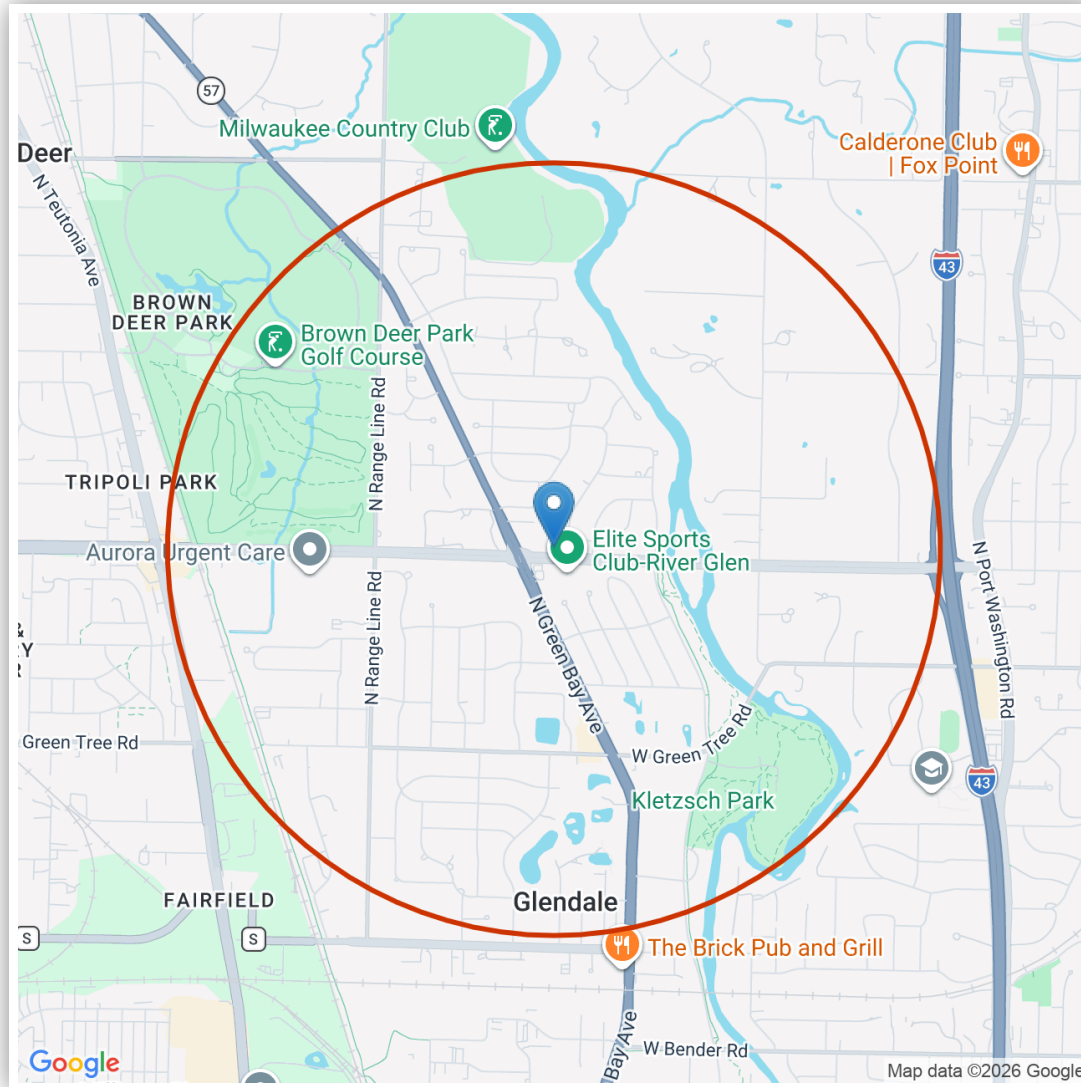 57
Milwaukee Country Club
Calderone Club
| Fox Point
Deer
N Teutonia Ave
43
BROWN
DEER PARK
Brown Deer Park
Golf Course
N Range Line Rd
TRIPOLI PARK
Aurora Urgent Care
Elite Sports
Club-River Glen
N Port Washington Rd
N Range Line Rd
N Green Bay Ave
&
Y
Green Tree Rd
W Green Tree Rd
43
Kletzsch Park
FAIRFIELD
Glendale
S
S
The Brick Pub and Grill
Bay Ave
W Bender Rd
Google
Map data ©2026 Google